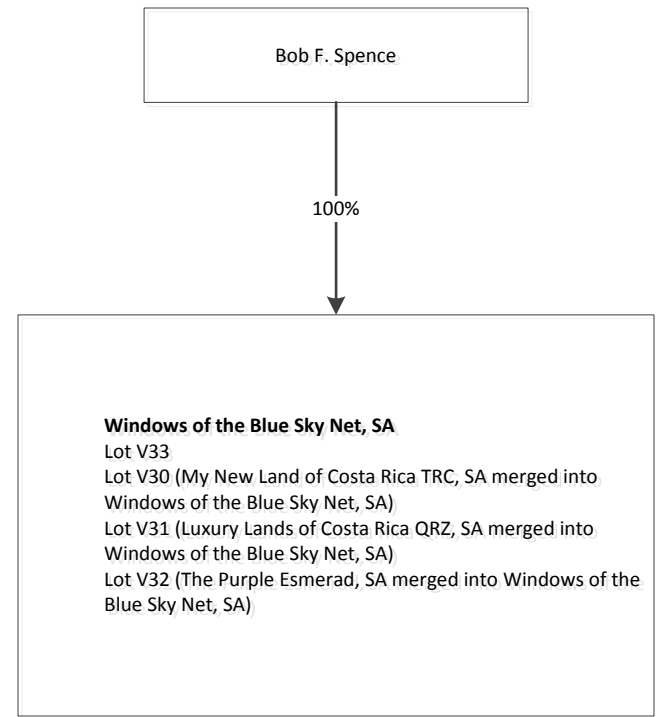 Bob F. Spence
100%
Windows of the Blue Sky Net, SA
Lot V33
Lot V30 (My New Land of Costa Rica TRC, SA merged into
Windows of the Blue Sky Net, SA)
Lot V31 (Luxury Lands of Costa Rica QRZ, SA merged into
Windows of the Blue Sky Net, SA)
Lot V32 (The Purple Esmerad, SA merged into Windows of the
Blue Sky Net, SA)